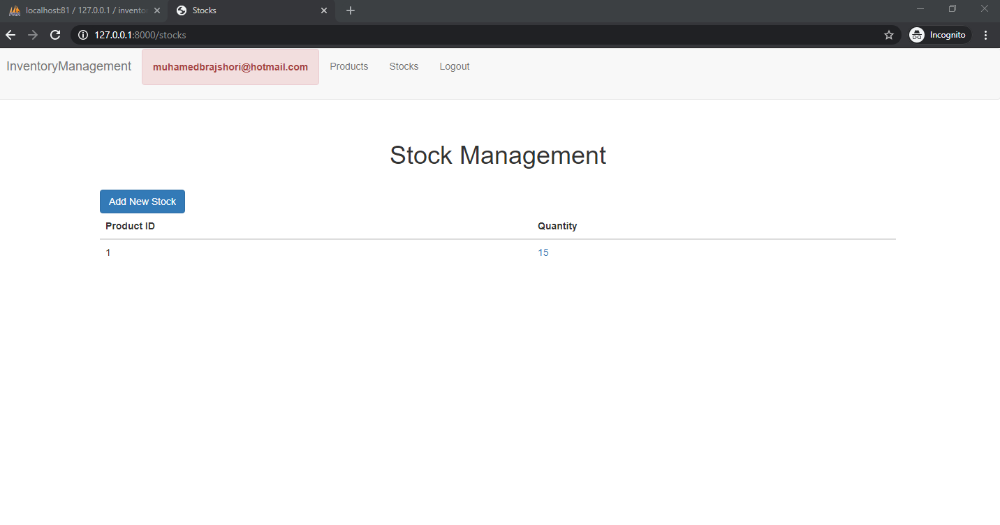 localhost:81 / 127.0.0.1 / invento
Stocks
127.0.0.1:8000/stocks
Incognito
InventoryManagement
muhamedbrajshori@hotmail.com
Products
Stocks
Logout
Stock Management
Add New Stock
Product ID
Quantity
1
15